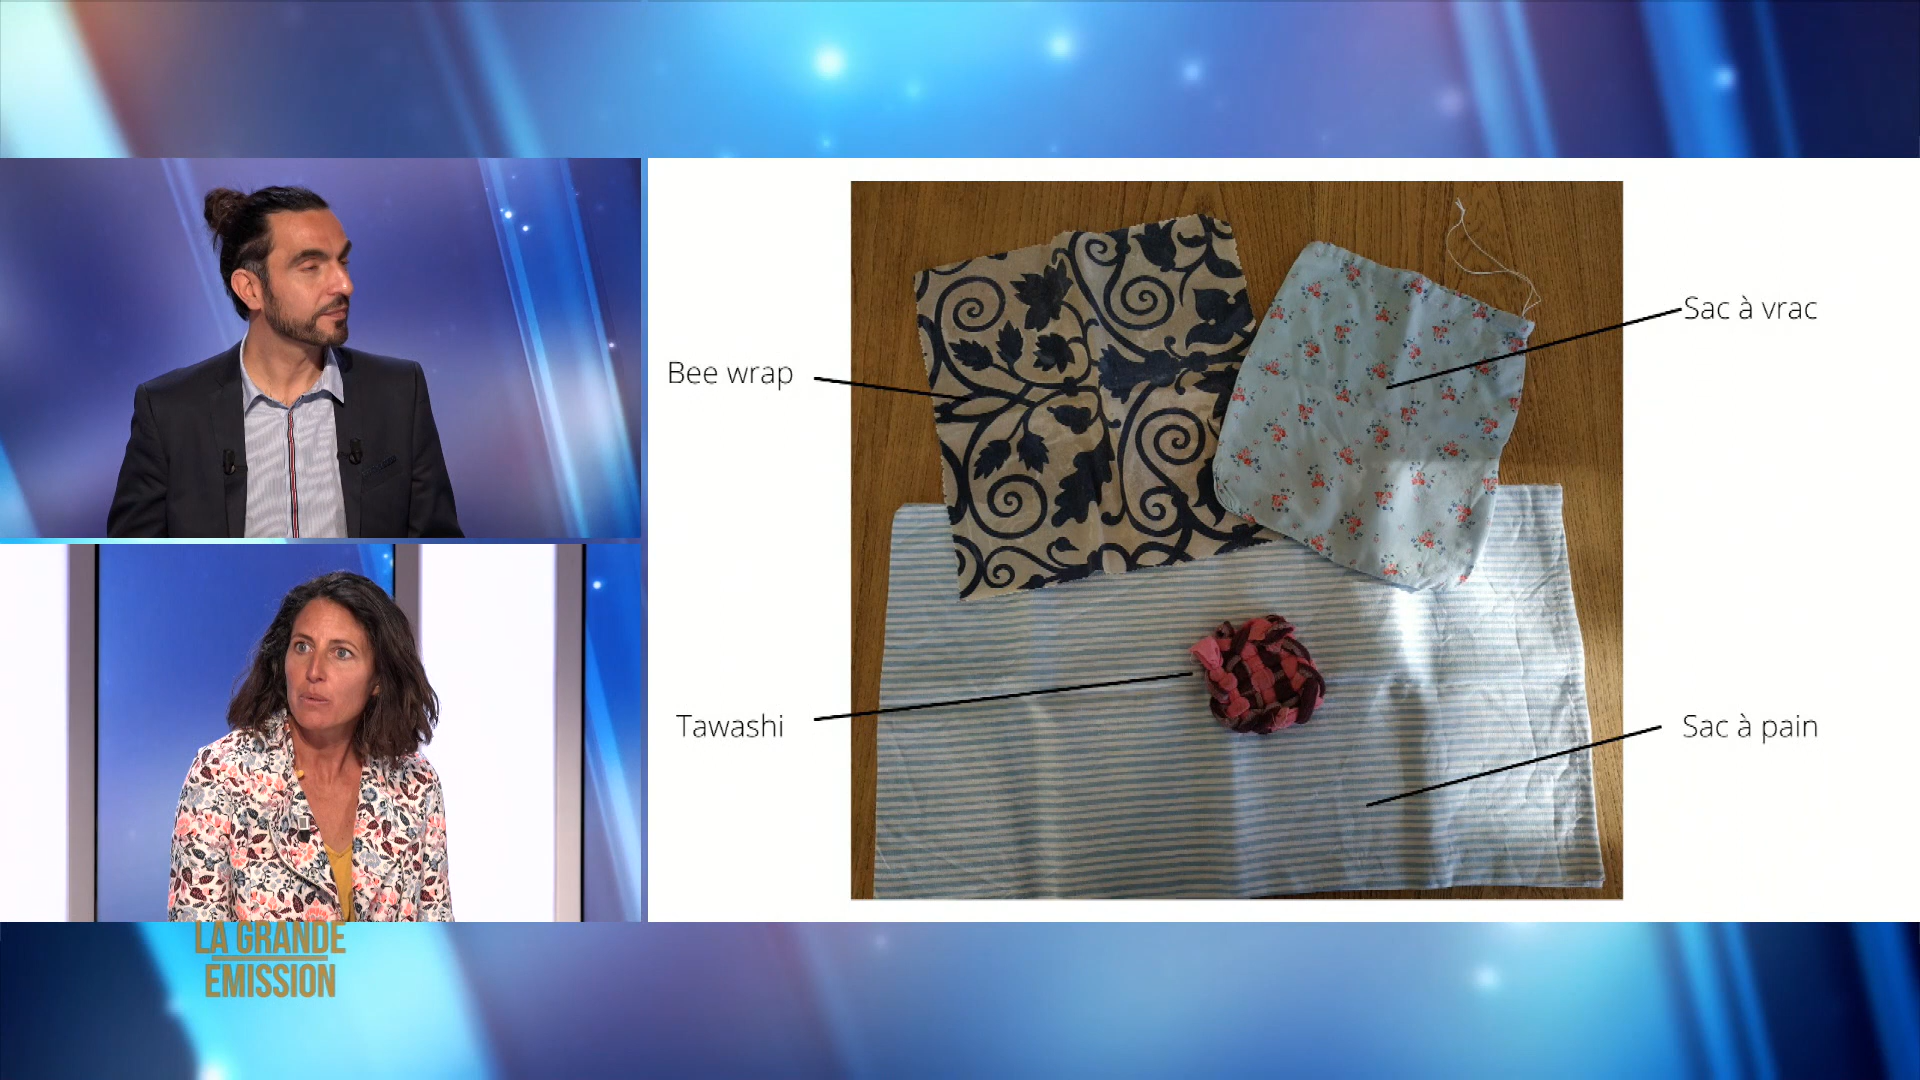 Bee wrap
Sac à vrac
Tawashi
Sac à pain
LA GRANDE
EMISSION